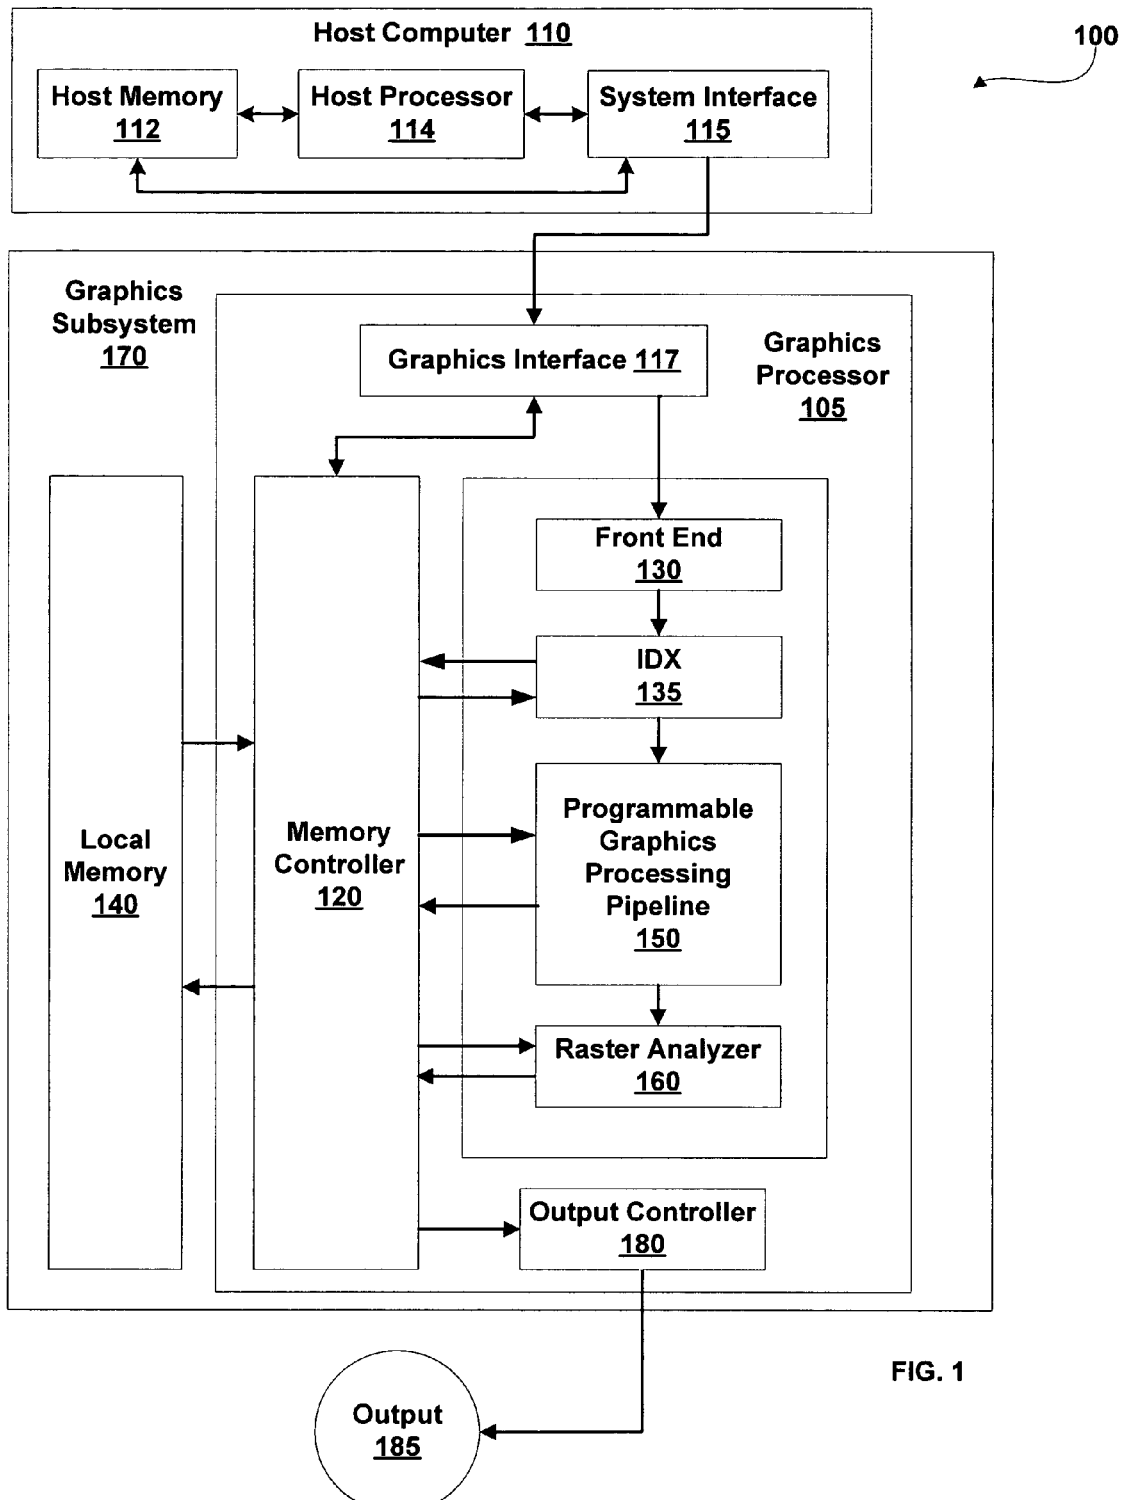 Host Computer 110
100
Host Memory
112
Host Processor
114
System Interface
115
Graphics
Subsystem
170
Graphics Interface 117
Graphics
Processor
105
Front End
130
IDX
135
Programmable
Graphics
Processing
Pipeline
150
Local
Memory
140
Memory
Controller
120
Raster Analyzer
160
Output Controller
180
FIG. 1
Output
185